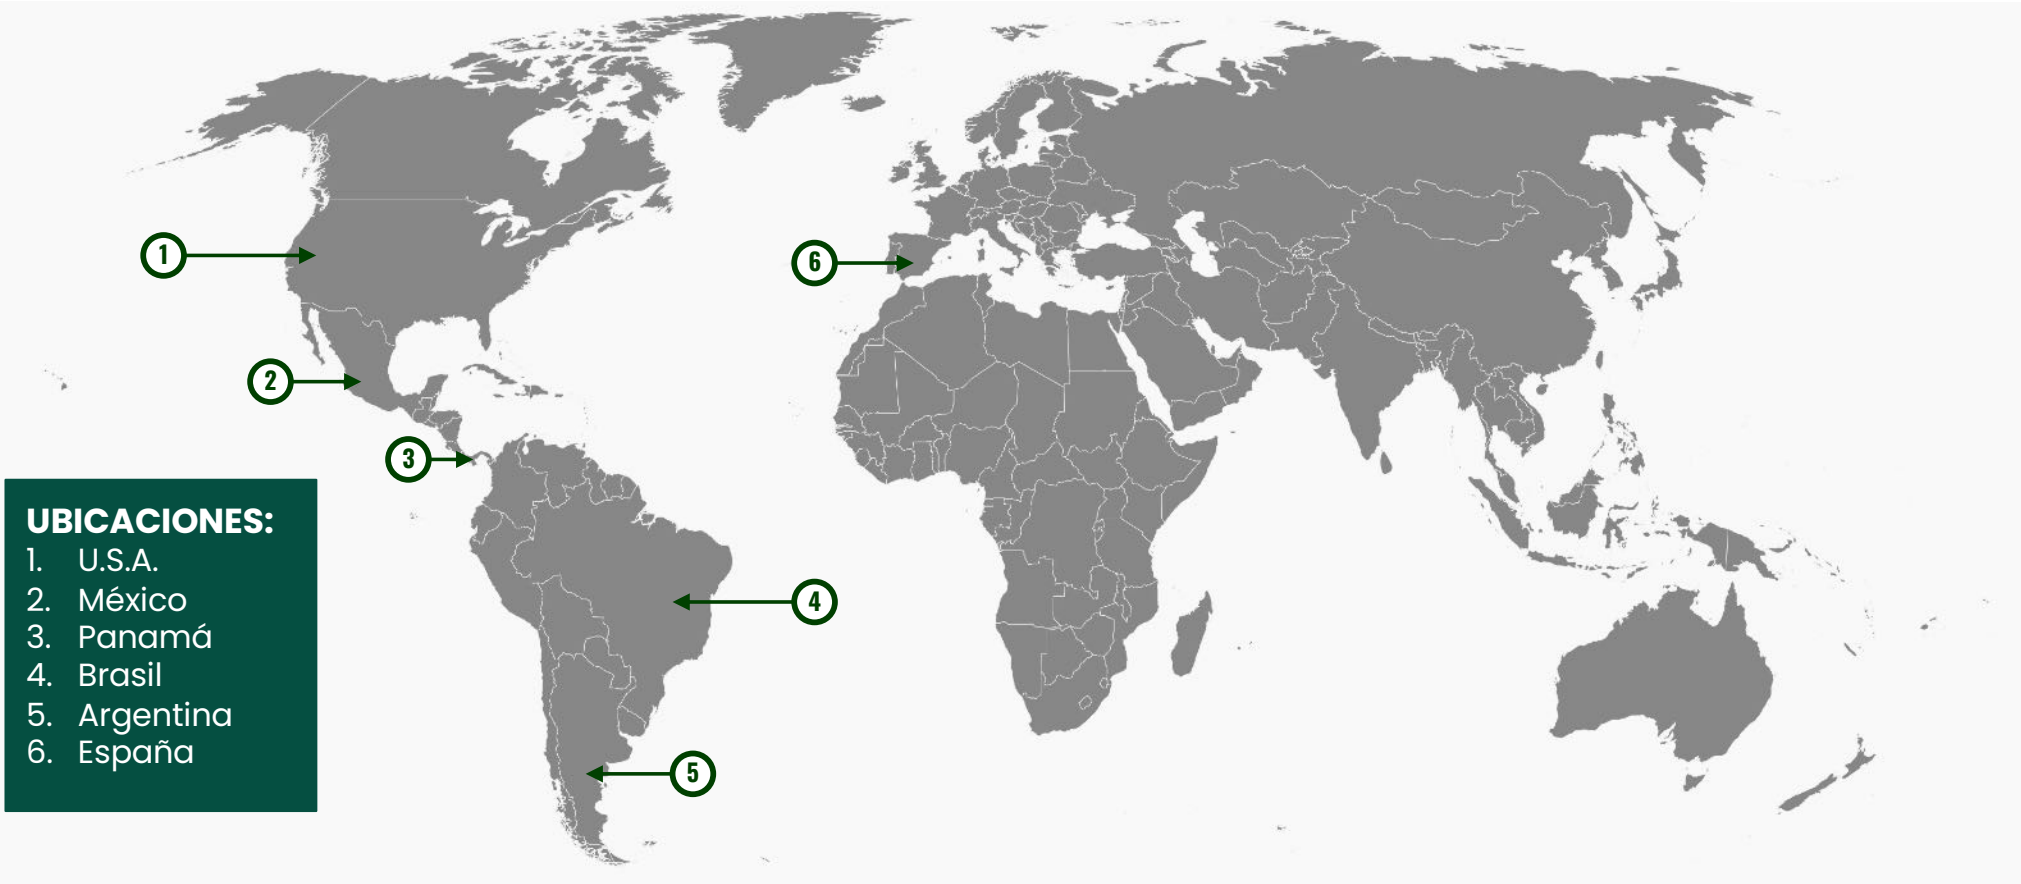 1
6
2
3
UBICACIONES:
1. U.S.A.
2. México
3. Panamá
4. Brasil
5. Argentina
6. España
4
5